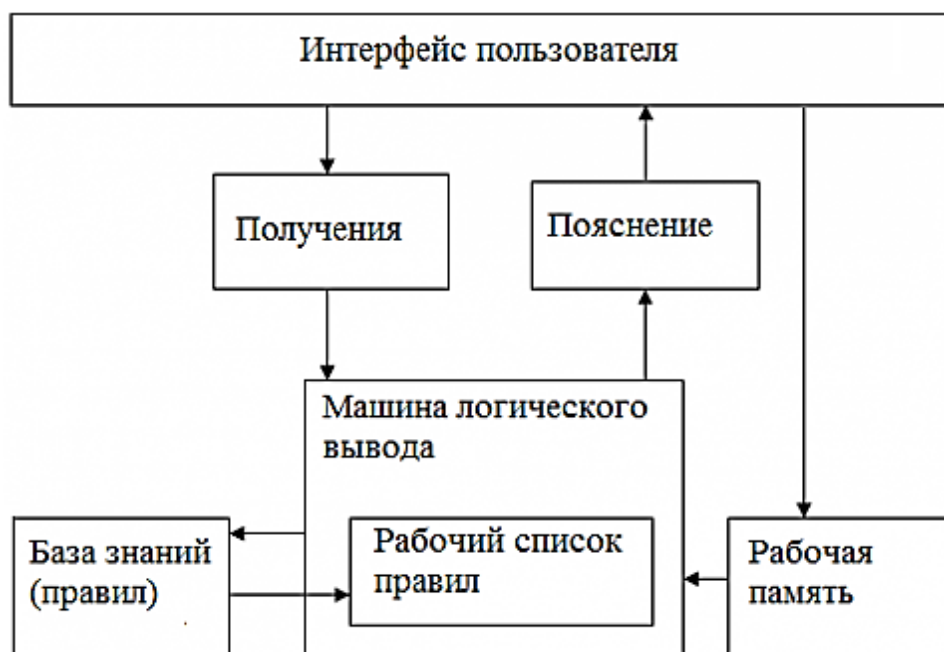 Интерфейс пользователя
Получения
Пояснение
Машина логического
вывода
База знаний
(правил)
Рабочий список
правил
Рабочая
память